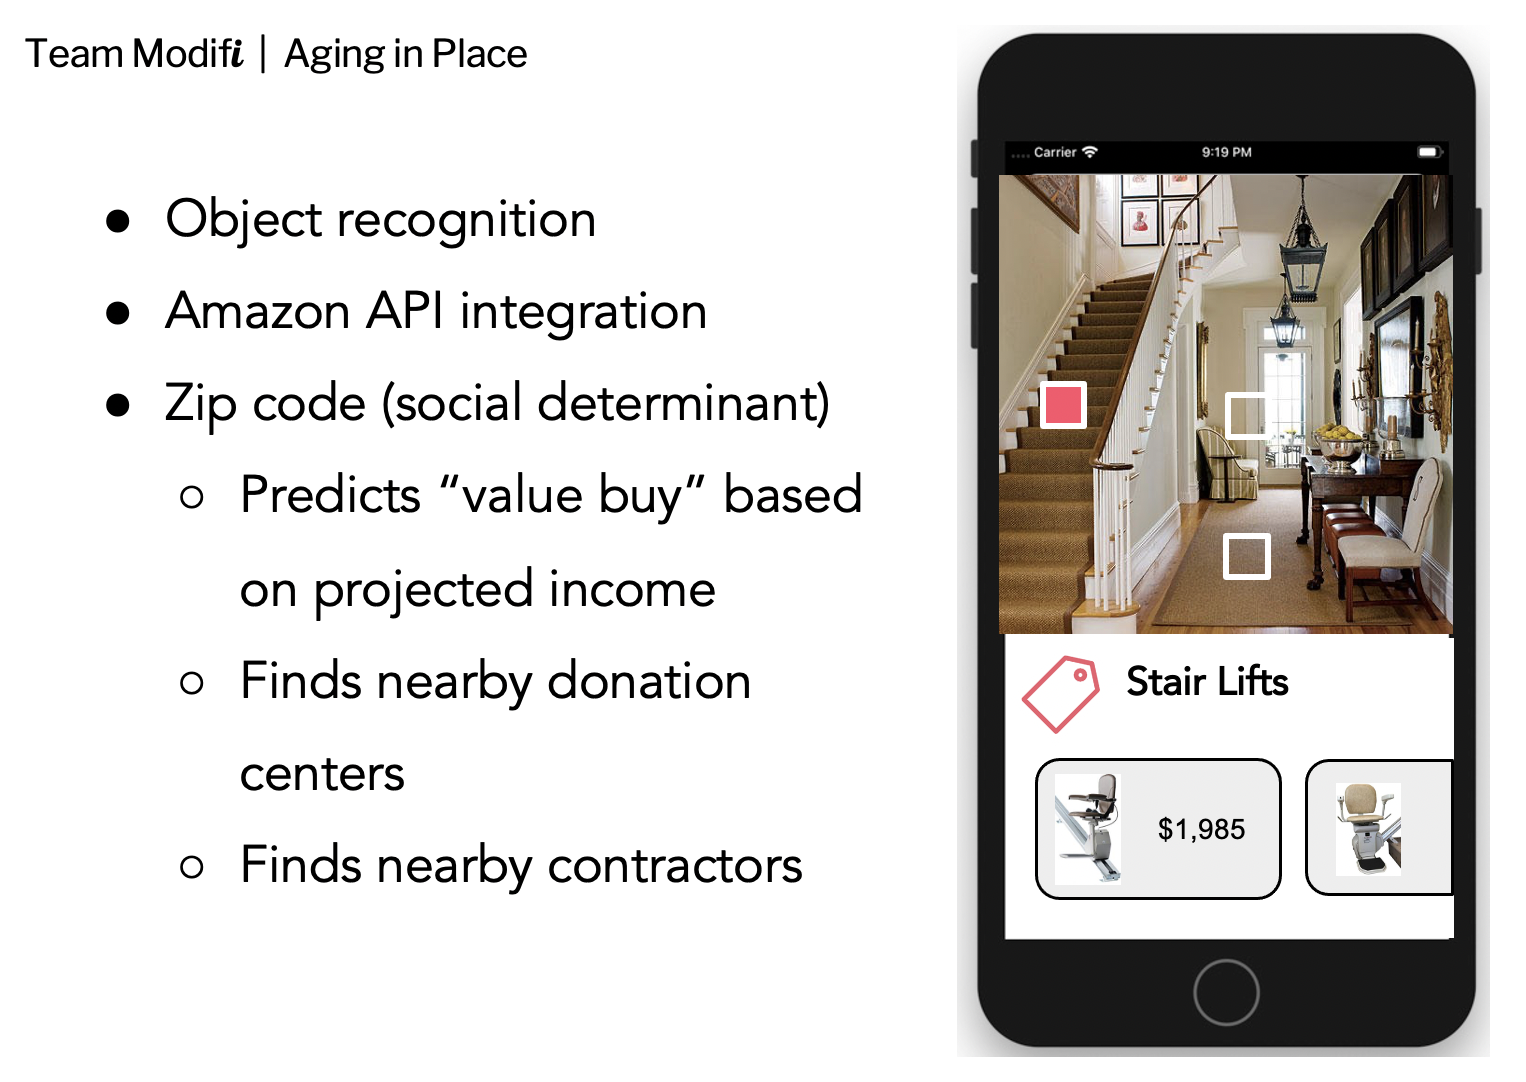 Team Modifi | Aging in Place
● Object recognition
● Amazon API integration
● Zip code (social determinant)
○ Predicts “value buy” based
on projected income
○ Finds nearby donation
centers
○ Finds nearby contractors
Carrier 9:19 PM
Stair Lifts
$1,985